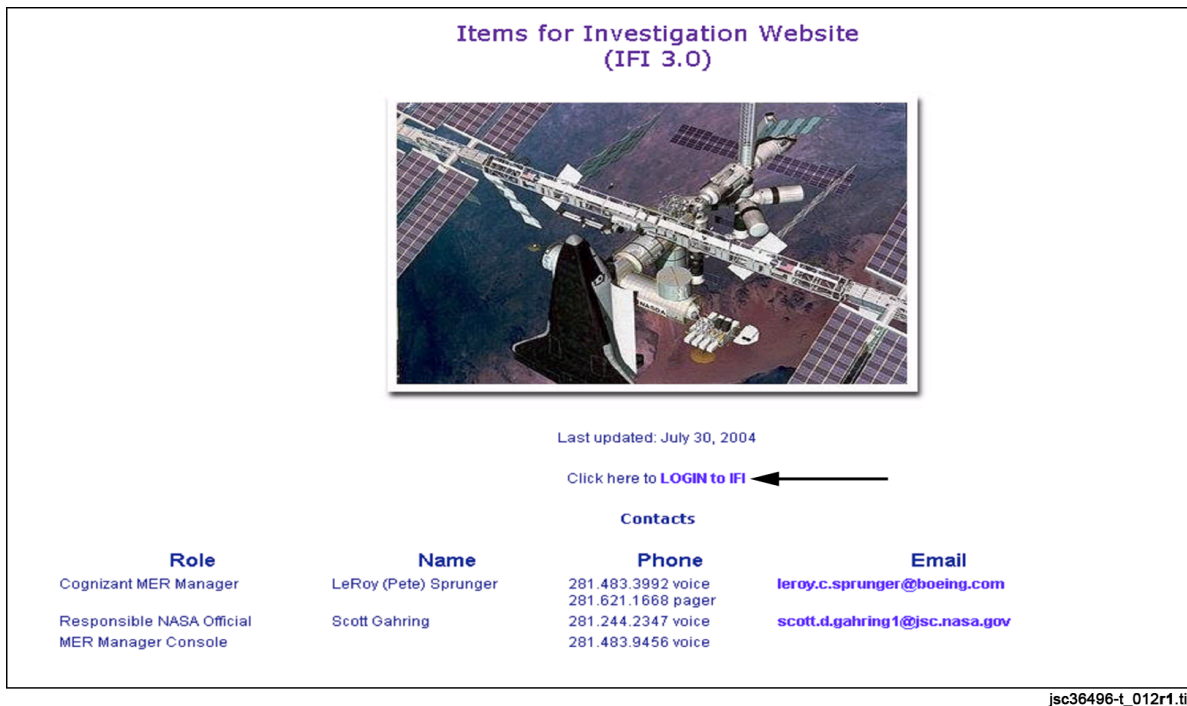 Items for Investigation Website
(IFI 3.0)
NASDA
Last updated: July 30, 2004
Click here to LOGIN to IFI
Contacts
Role Name Phone Email
Cognizant MER Manager LeRoy (Pete) Sprunger 281.483.3992 voice leroy.c.sprunger@boeing.com
281.621.1668 pager
Responsible NASA Official Scott Gahring 281.244.2347 voice scott.d.gahring1@jsc.nasa.gov
MER Manager Console 281.483.9456 voice
jsc36496-t_012r1.ti